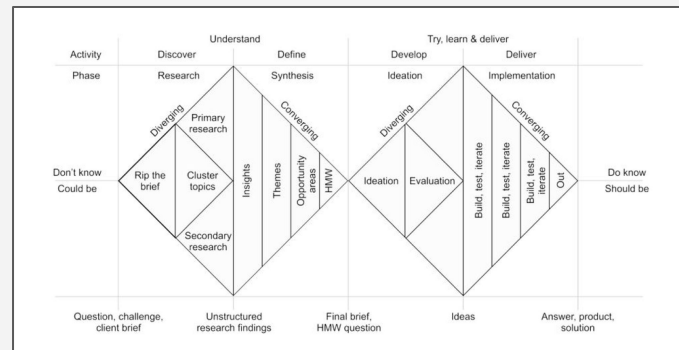 Understand
Try, learn & deliver
Activity
Discover
Define
Develop
Deliver
Phase
Research
Synthesis
Ideation
Implementation
Diverging
Converging
Diverging
Converging
Primary
research
Don't know
Could be
Rip the
brief
Cluster
topics
Secondary
research
Insights
Themes
Opportunity
areas
HMW
Ideation
Evaluation
Build, test, iterate
Build, test, iterate
Build, test,
iterate
Out
Do know
Should be
Question, challenge,
client brief
Unstructured
research findings
Final brief,
HMW question
Ideas
Answer, product,
solution